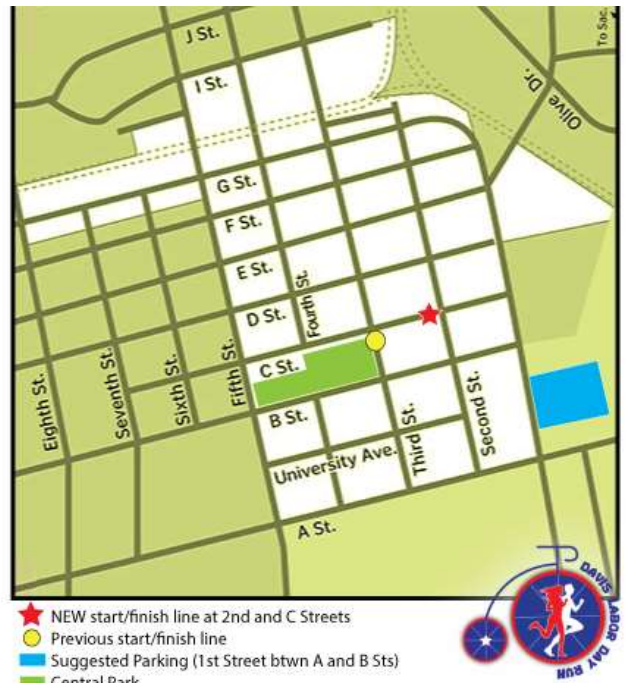 To Sac.
J St.
I St.
Olive Dr.
G St.
F St.
E St.
D St.
Fourth St.
C St.
Fifth St.
Sixth St.
Seventh St.
Eighth St.
B St.
Third St.
Second St.
University Ave.
A St.
DAVIS LABOR DAY RUN
NEW start/finish line at 2nd and C Streets
Previous start/finish line
Suggested Parking (1st Street btwn A and B Sts)
Central Park